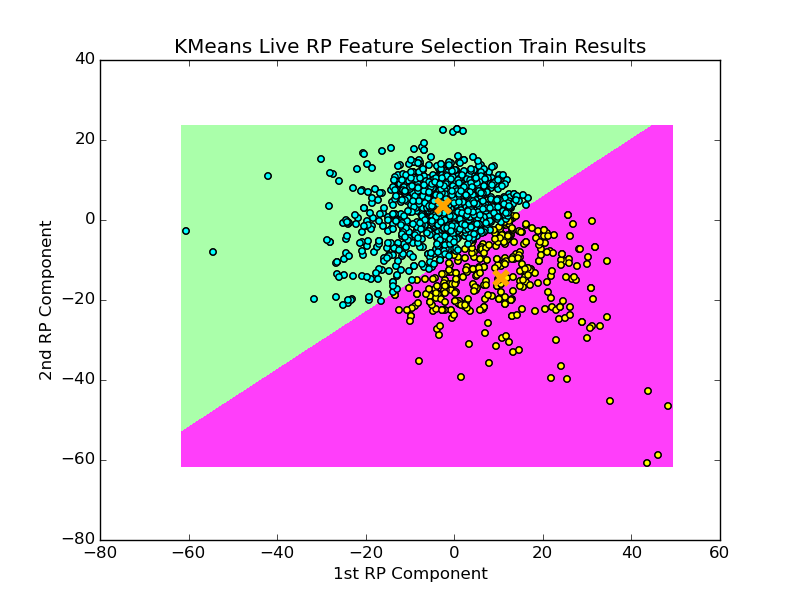 KMeans Live RP Feature Selection Train Results
40
20
0
−20
−40
−60
−80
2nd RP Component
−80 −60 −40 −20 0 20 40 60
1st RP Component